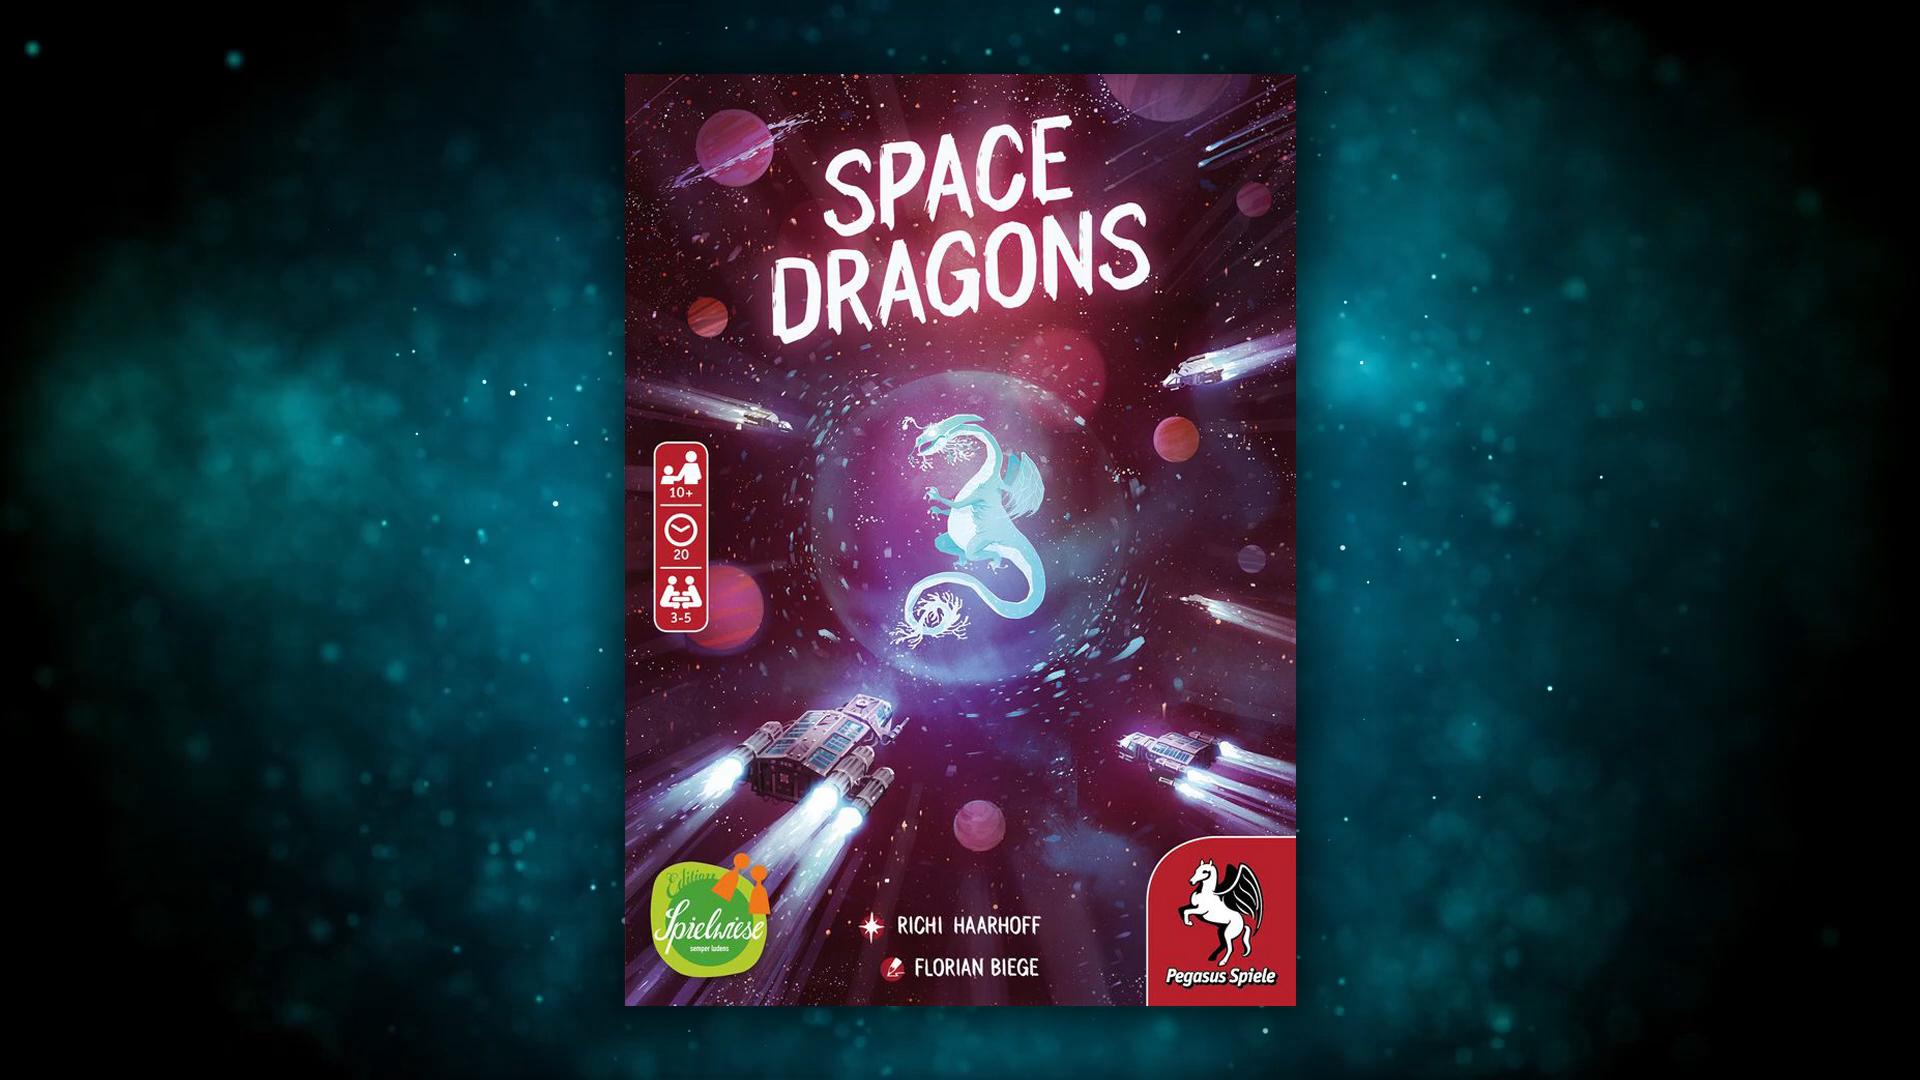 SPACE
DRAGONS
10+
20
3-5
Edition
Spielwiese
semper ludens
RICHI HAARHOFF
FLORIAN BIEGE
Pegasus Spiele